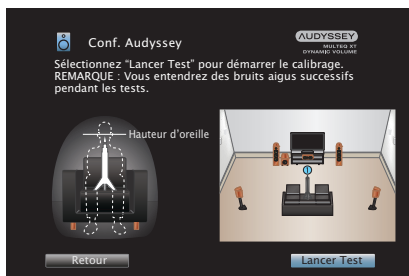 Conf. Audyssey
AUDYSSEY
MULTEQ XT
DYNAMIC VOLUME
Sélectionnez “Lancer Test” pour démarrer le calibrage.
REMARQUE : Vous entendrez des bruits aigus successifs
pendant les tests.
Hauteur d’oreille
1
Retour
Lancer Test